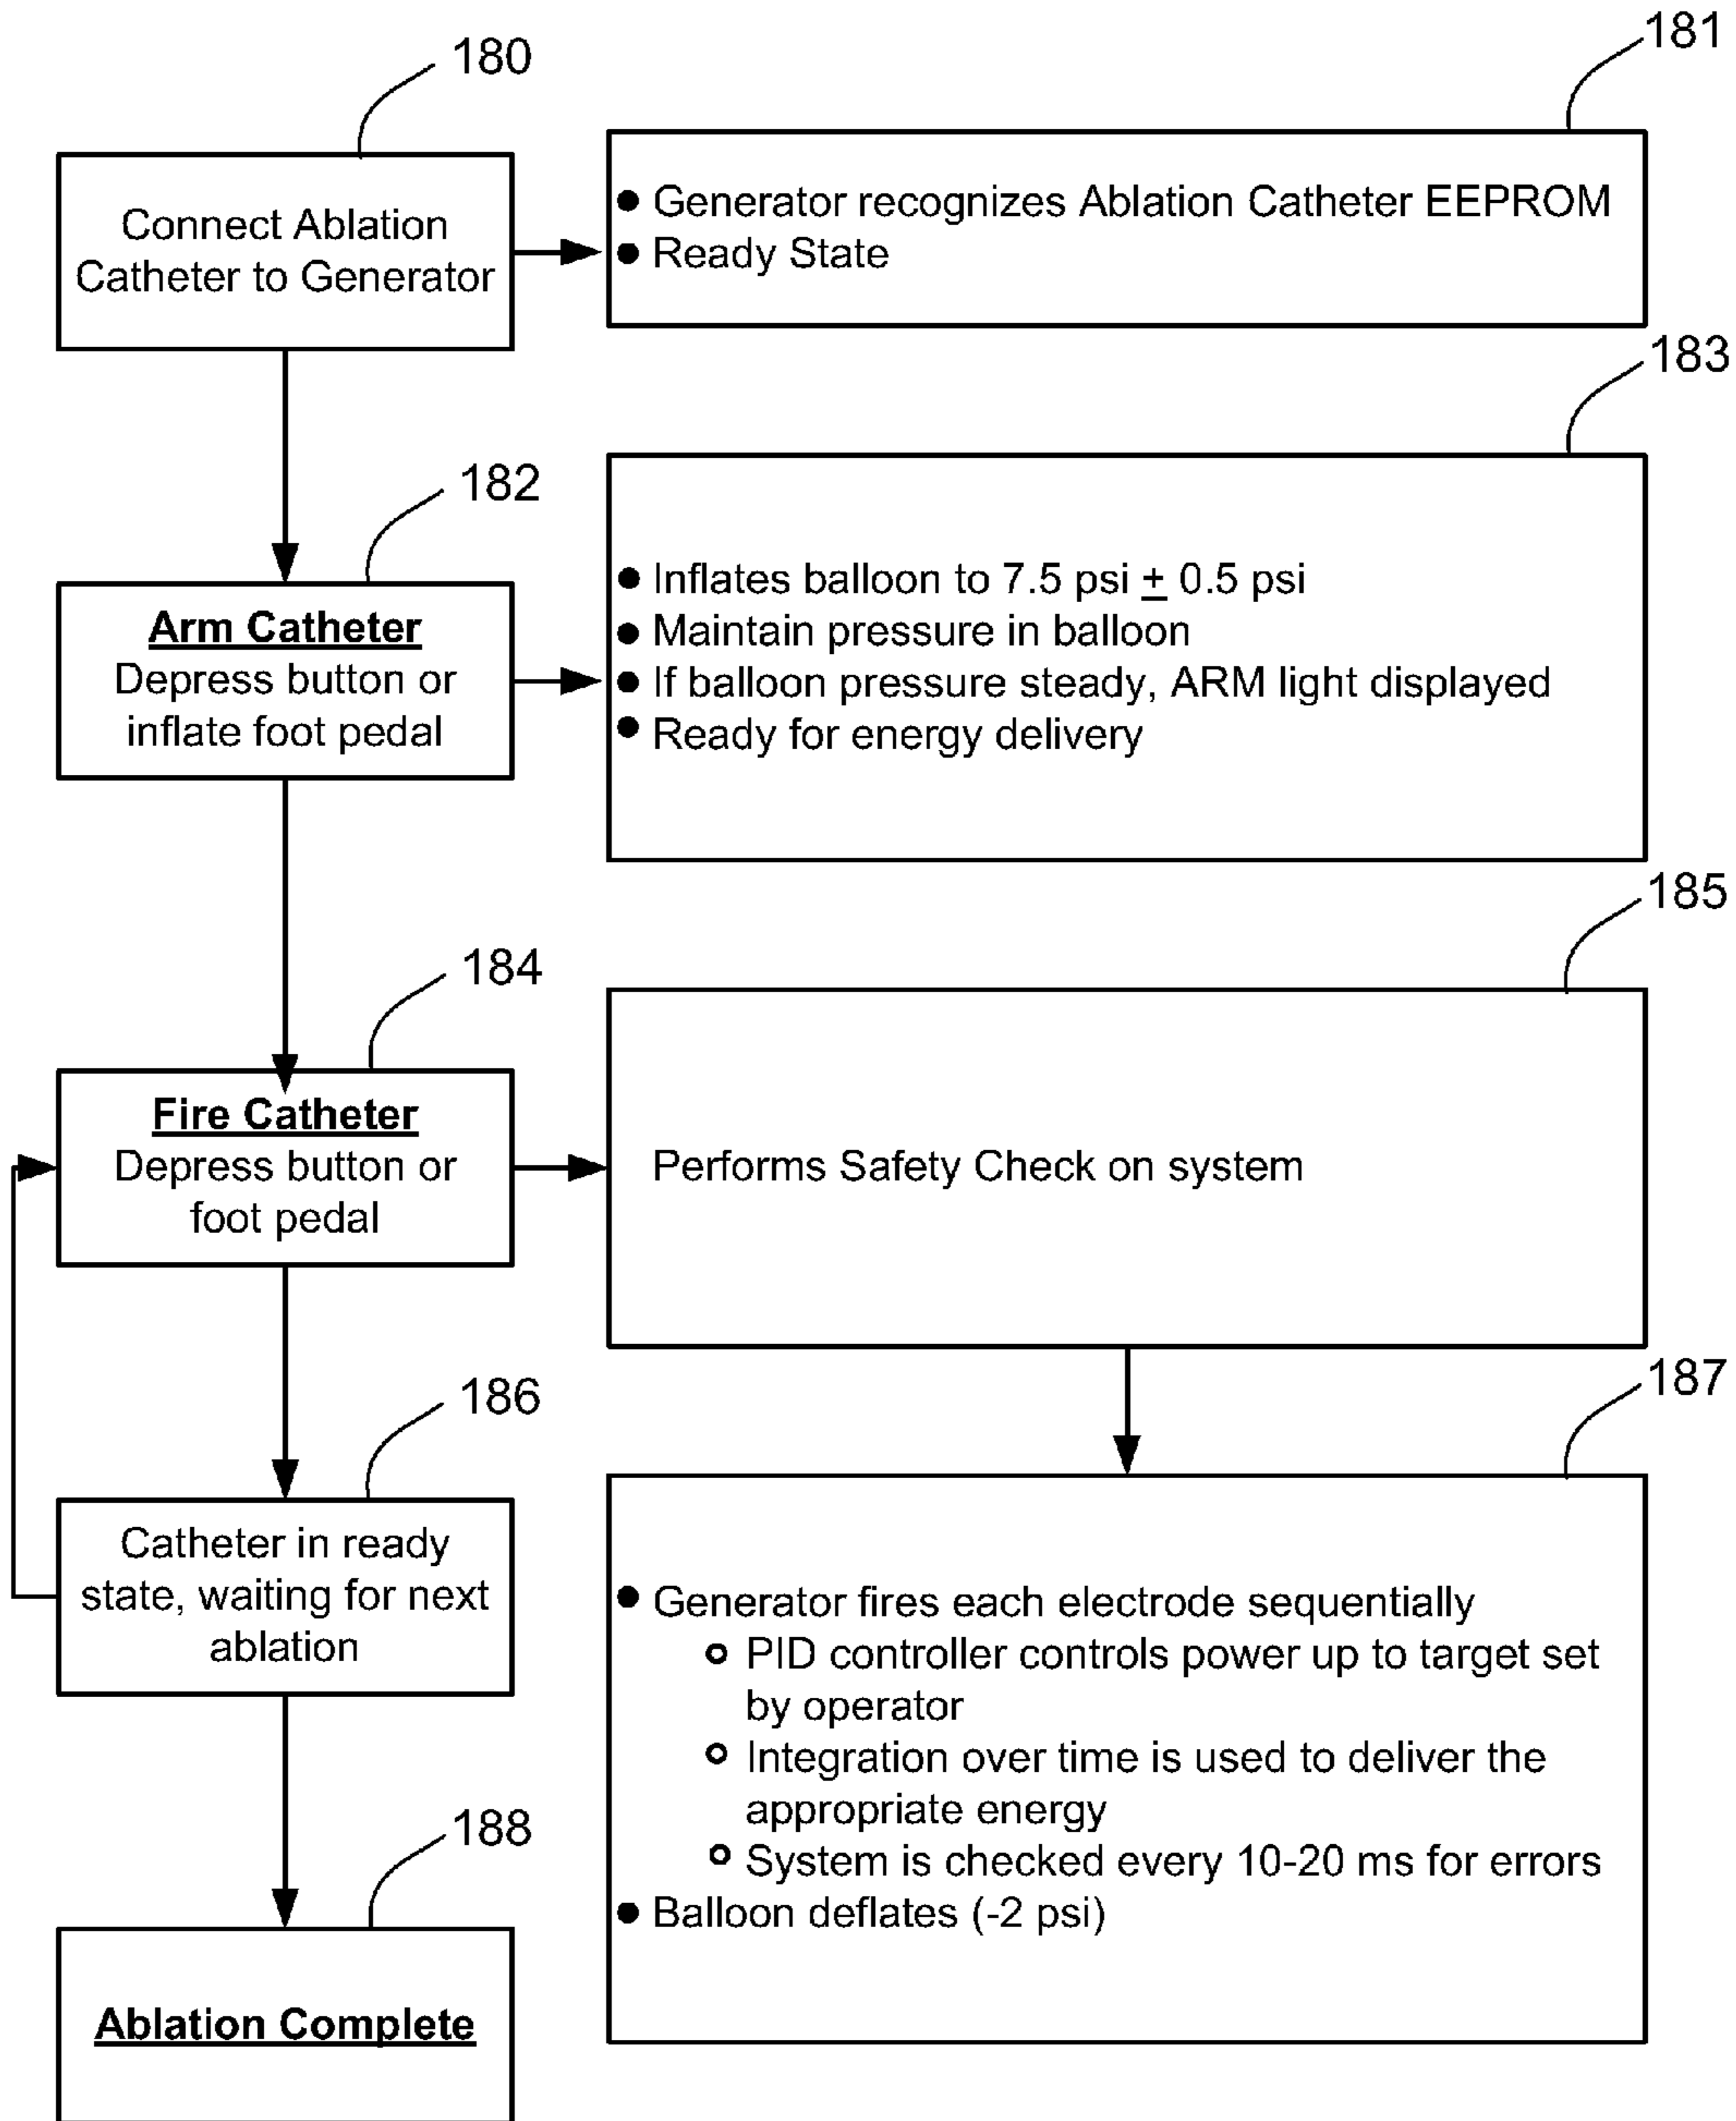 180
181
Connect Ablation
Catheter to Generator
● Generator recognizes Ablation Catheter EEPROM
● Ready State
182
183
Arm Catheter
Depress button or
inflate foot pedal
● Inflates balloon to 7.5 psi ± 0.5 psi
● Maintain pressure in balloon
● If balloon pressure steady, ARM light displayed
● Ready for energy delivery
184
185
Fire Catheter
Depress button or
foot pedal
Performs Safety Check on system
186
187
Catheter in ready
state, waiting for next
ablation
● Generator fires each electrode sequentially
○ PID controller controls power up to target set
by operator
○ Integration over time is used to deliver the
appropriate energy
○ System is checked every 10-20 ms for errors
● Balloon deflates (-2 psi)
188
Ablation Complete